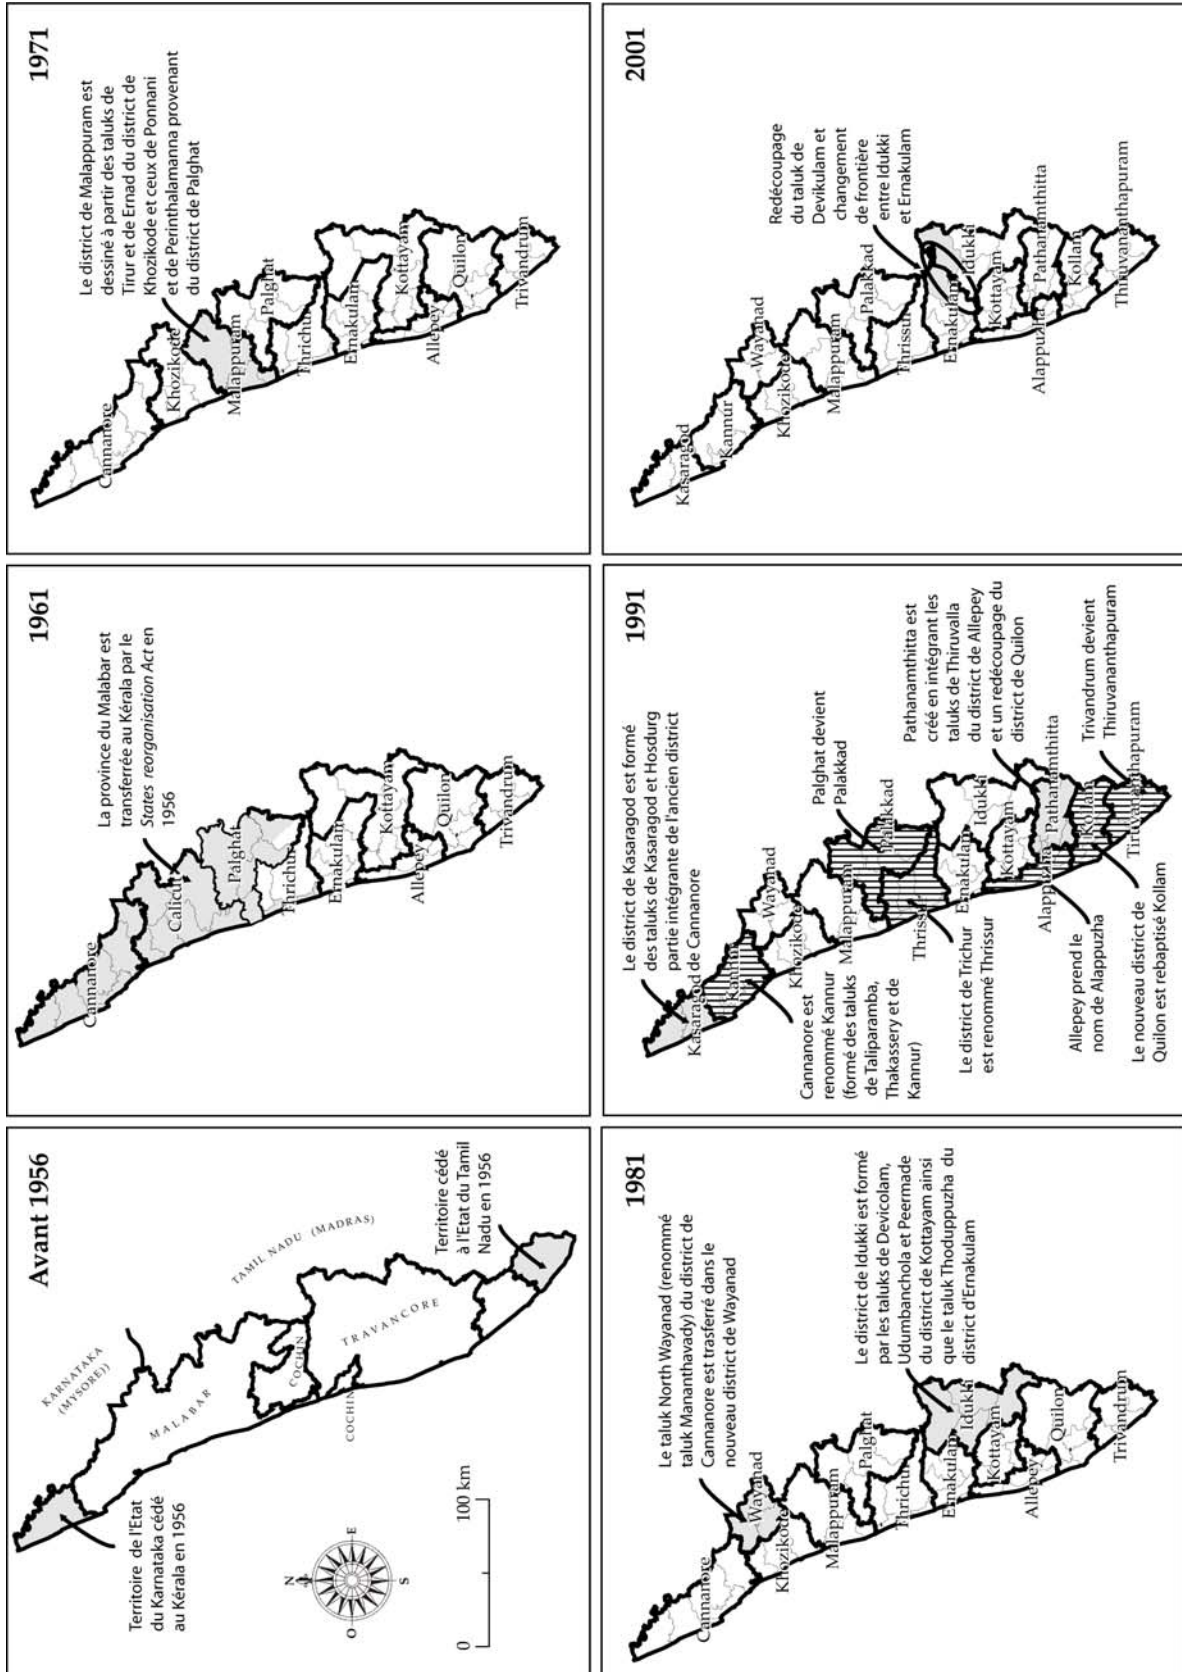 Avant 1956
KARNATAKA
(MYSORE))
TAMIL NADU (MADRAS)
MALABAR
COCHIN
COCHIN
TRAVANCORE
Territoire de l'Etat
du Karnataka cédé
au Kérala en 1956
Territoire cédé
à l'Etat du Tamil
Nadu en 1956
N
O
E
S
0
100 km
1961
La province du Malabar est
transferrée au Kérala par le
States reorganisation Act en
1956
Cannanore
Calicut
Palghat
Thrichur
Ernakulam
Kottayam
Allepey
Quilon
Trivandrum
1971
Le district de Malappuram est
dessiné à partir des taluks de
Tirur et de Ernad du district de
Khozikode et ceux de Ponnani
et de Perinthalamanna provenant
du district de Palghat
Cannanore
Khozikode
Malappuram
Palghat
Thrichur
Ernakulam
Kottayam
Allepey
Quilon
Trivandrum
1981
Le taluk North Wayanad (renommé
taluk Mananthavady) du district de
Cannanore est trasferré dans le
nouveau district de Wayanad
Le district de Idukki est formé
par les taluks de Devicolam,
Udumbanchola et Peermade
du district de Kottayam ainsi
que le taluk Thoduppuzha du
district d'Ernakulam
Cannanore
Wayanad
Khozikode
Malappuram
Palghat
Thrichur
Ernakulam
Idukki
Kottayam
Allepey
Quilon
Trivandrum
1991
Le district de Kasaragod est formé
des taluks de Kasaragod et Hosdurg
partie intégrante de l'ancien district
de Cannanore
Cannanore est
renommé Kannur
(formé des taluks
de Taliparamba,
Thakassery et de
Kannur)
Palghat devient
Palakkad
Le district de Trichur
est renommé Thrissur
Pathanamthitta est
créé en intégrant les
taluks de Thiruvalla
du district de Allepey
et un redécoupage du
district de Quilon
Allepey prend le
nom de Alappuzha
Trivandrum devient
Thiruvananthapuram
Le nouveau district de
Quilon est rebaptisé Kollam
Kasaragod
Kannur
Wayanad
Khozikode
Malappuram
Palakkad
Thrissur
Ernakulam
Idukki
Kottayam
Alappuzha
Pathanamthitta
Kollam
Tiruvananthapuram
2001
Redécoupage
du taluk de
Devikulam et
changement
de frontière
entre Idukki
et Ernakulam
Kasaragod
Kannur
Wayanad
Khozikode
Malappuram
Palakkad
Thrissur
Ernakulam
Idukki
Kottayam
Alappuzha
Pathanamthitta
Kollam
Thiruvananthapuram